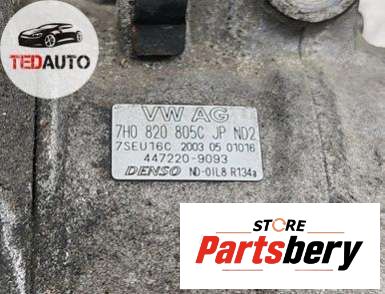 TEDAUTO
VW AG
7H0 820 805C JP ND2
7SEU16C 2003 05 01016
447220-9093
DENSO ND-OIL8 R134a
STORE
Partsbery